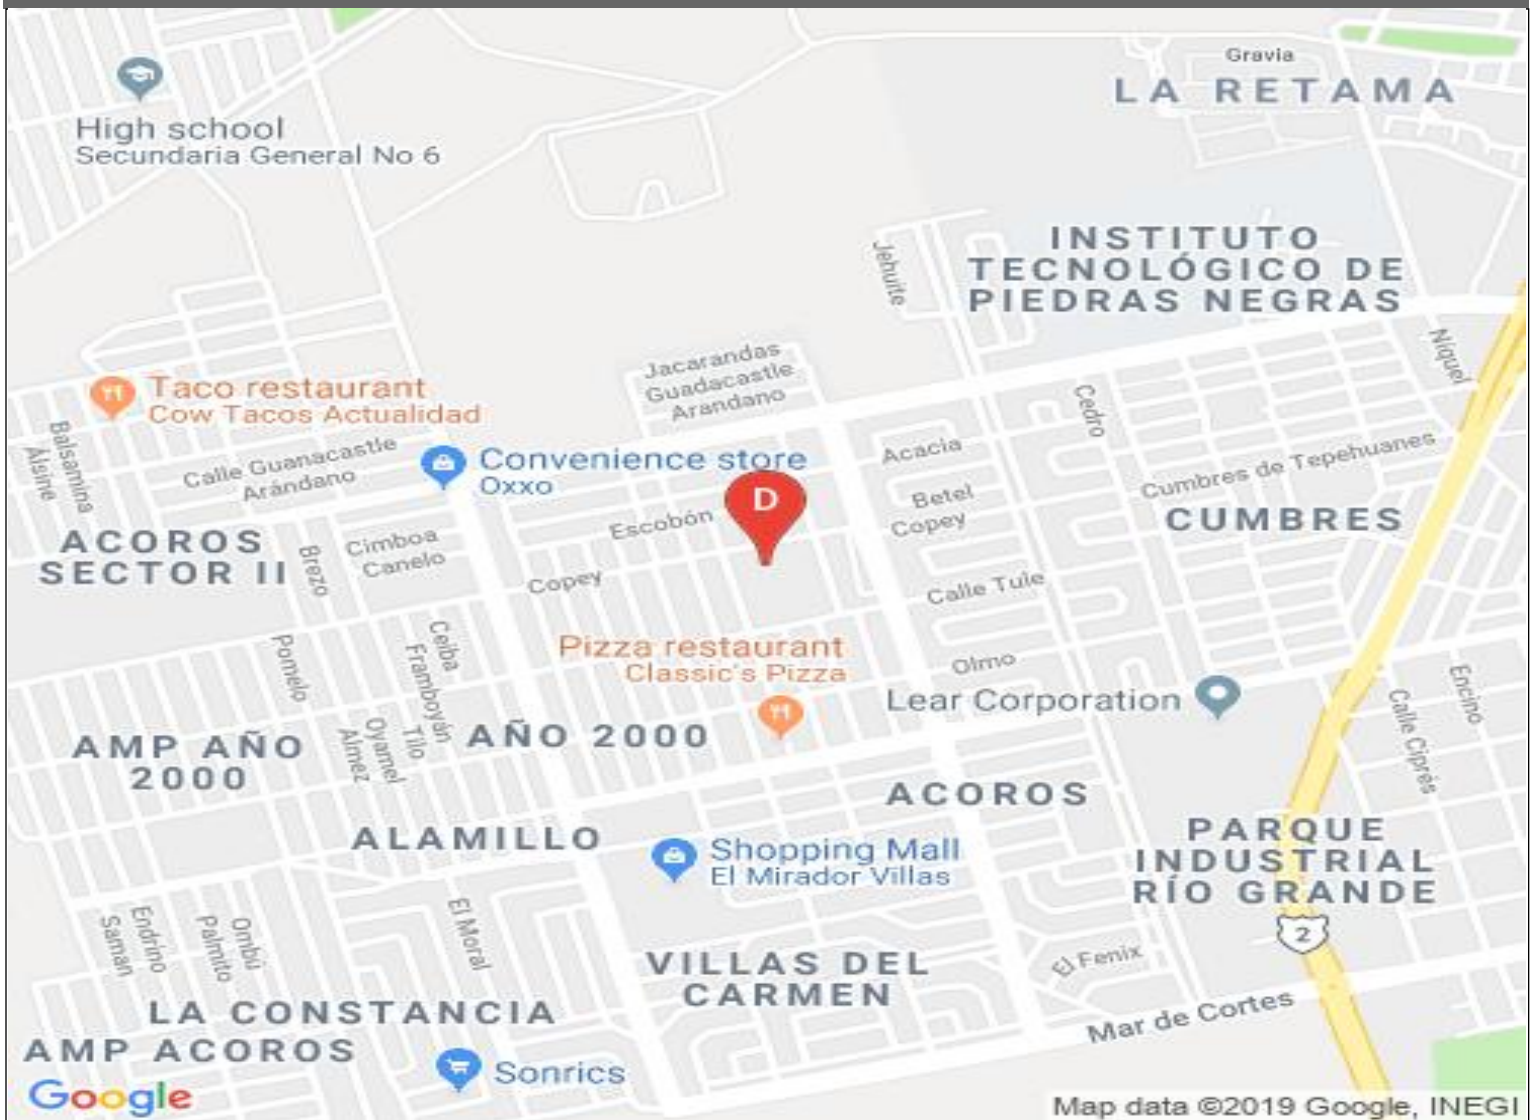 Gravia
LA RETAMA
High school
Secundaria General No 6
INSTITUTO
TECNOLÓGICO DE
PIEDRAS NEGRAS
Jehuite
Niquel
Jacarandas
Guadacastle
Arandano
Taco restaurant
Cow Tacos Actualidad
Cedro
Balsamina
Alsine
Calle Guanacastle
Arándano
Convenience store
Oxxo
Acacia
Cumbres de Tepehuanes
D
Betel
Copey
Escobón
CUMBRES
ACOROS
SECTOR II
Brezo
Cimboa
Canelo
Copey
Calle Tule
Pomelo
Ceiba
Framboyán
Tilo
Oyamel
Almez
Pizza restaurant
Classic's Pizza
Olmo
Lear Corporation
Encino
Calle Ciprés
AMP AÑO
2000
AÑO 2000
ACOROS
ALAMILLO
Shopping Mall
El Mirador Villas
PARQUE
INDUSTRIAL
RÍO GRANDE
2
Saman
Endrino
Palmito
Ombú
El Moral
VILLAS DEL
CARMEN
El Fenix
Mar de Cortes
LA CONSTANCIA
AMP ACOROS
Sonrics
Google
Map data ©2019 Google, INEGI